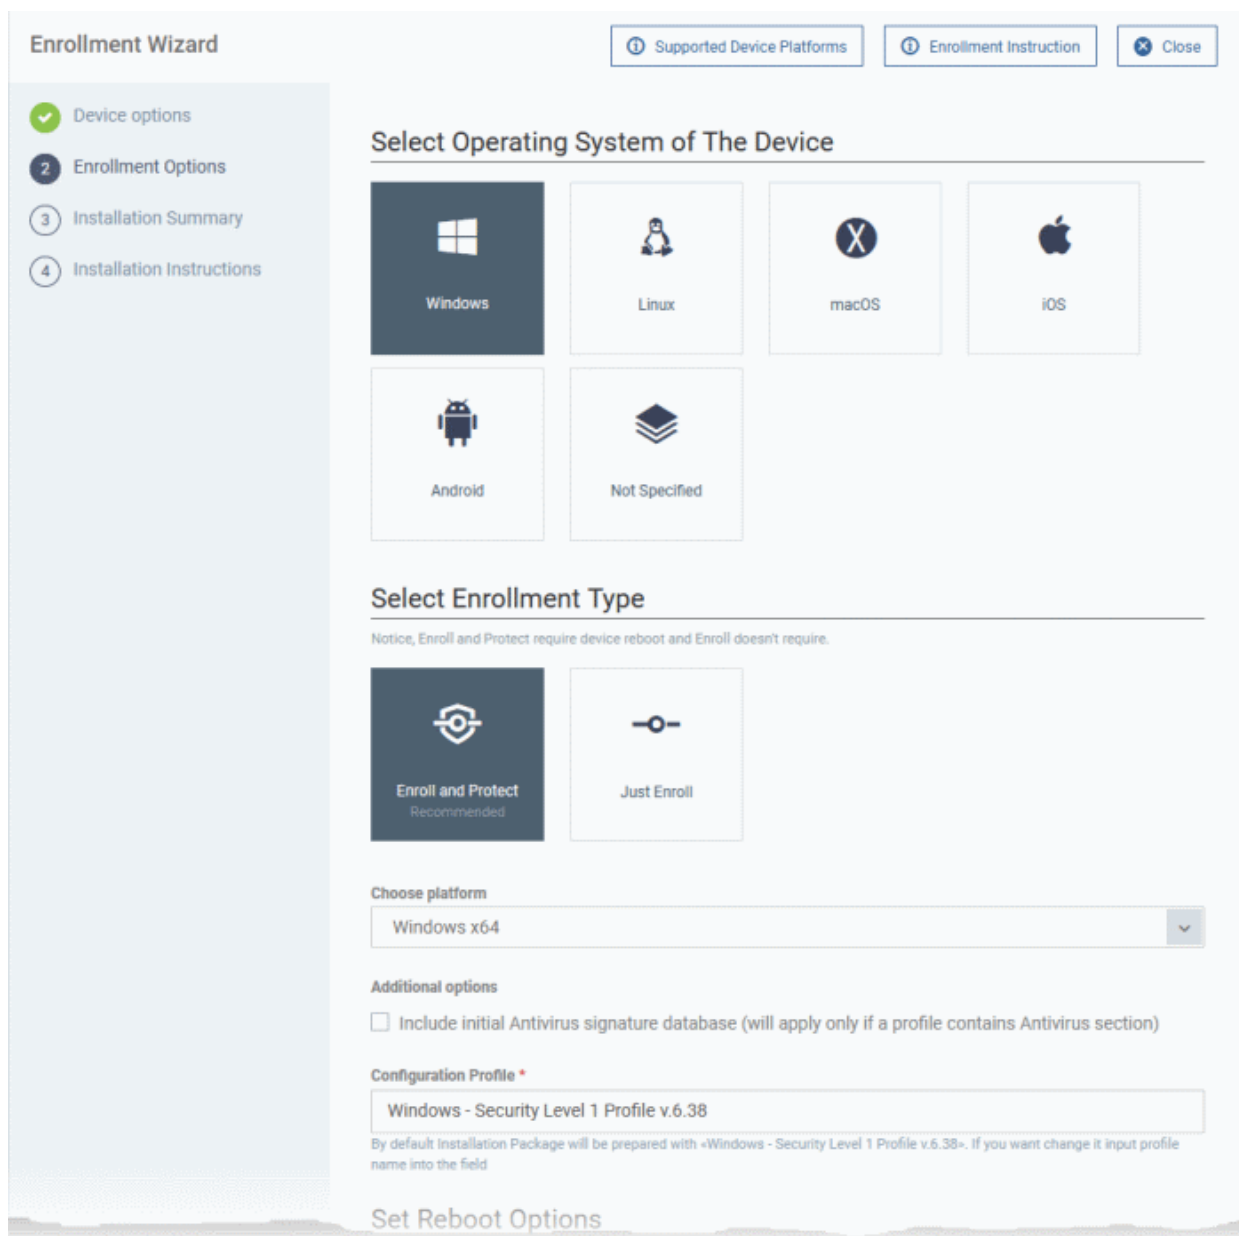 Enrollment Wizard
Supported Device Platforms
Enrollment Instruction
Close
Device options
2 Enrollment Options
3 Installation Summary
4 Installation Instructions
Select Operating System of The Device
Windows
Linux
X
macOS
iOS
Android
Not Specified
Select Enrollment Type
Notice, Enroll and Protect require device reboot and Enroll doesn't require.
Enroll and Protect
Recommended
Just Enroll
Choose platform
Windows x64
Additional options
Include initial Antivirus signature database (will apply only if a profile contains Antivirus section)
Configuration Profile *
Windows - Security Level 1 Profile v.6.38
By default Installation Package will be prepared with «Windows - Security Level 1 Profile v.6.38». If you want change it input profile
name into the field
Set Reboot Options